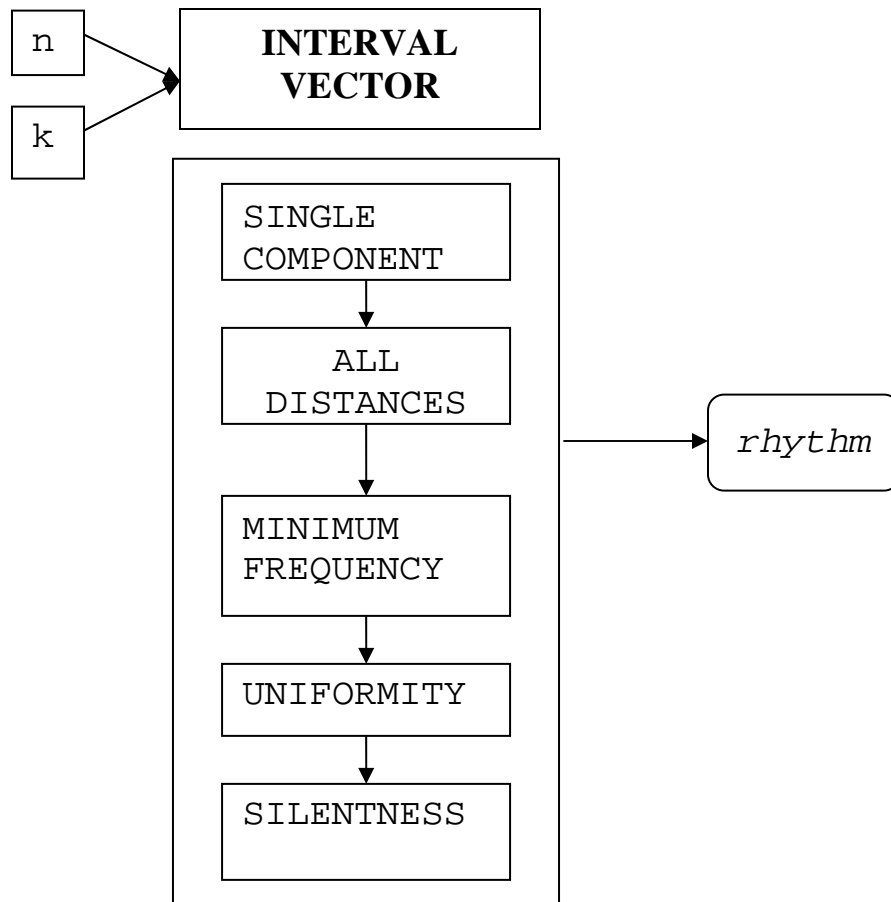 n
INTERVAL
VECTOR
k
SINGLE
COMPONENT
ALL
DISTANCES
rhythm
MINIMUM
FREQUENCY
UNIFORMITY
SILENTNESS